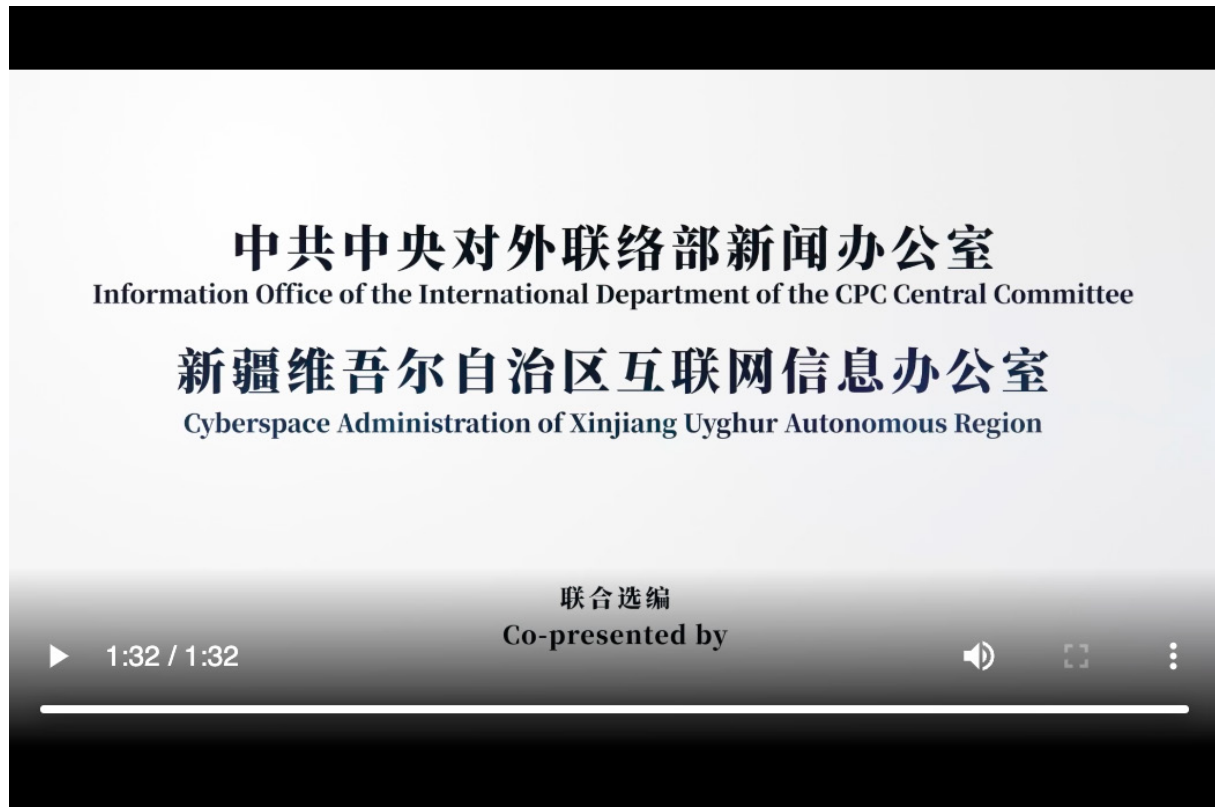 中共中央对外联络部新闻办公室
Information Office of the International Department of the CPC Central Committee
新疆维吾尔自治区互联网信息办公室
Cyberspace Administration of Xinjiang Uyghur Autonomous Region
联合选编
Co-presented by
1:32 / 1:32